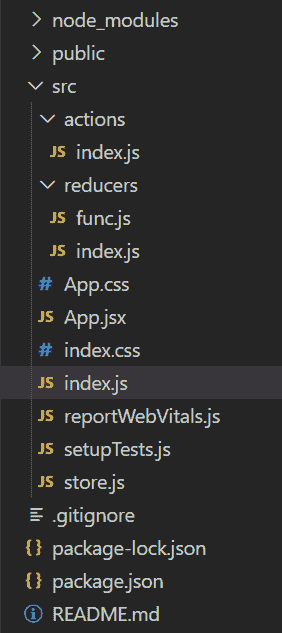 node_modules
public
src
actions
JS index.js
reducers
JS func.js
JS index.js
# App.css
JS App.jsx
# index.css
JS index.js
JS reportWebVitals.js
JS setupTests.js
JS store.js
.gitignore
{} package-lock.json
{} package.json
README.md